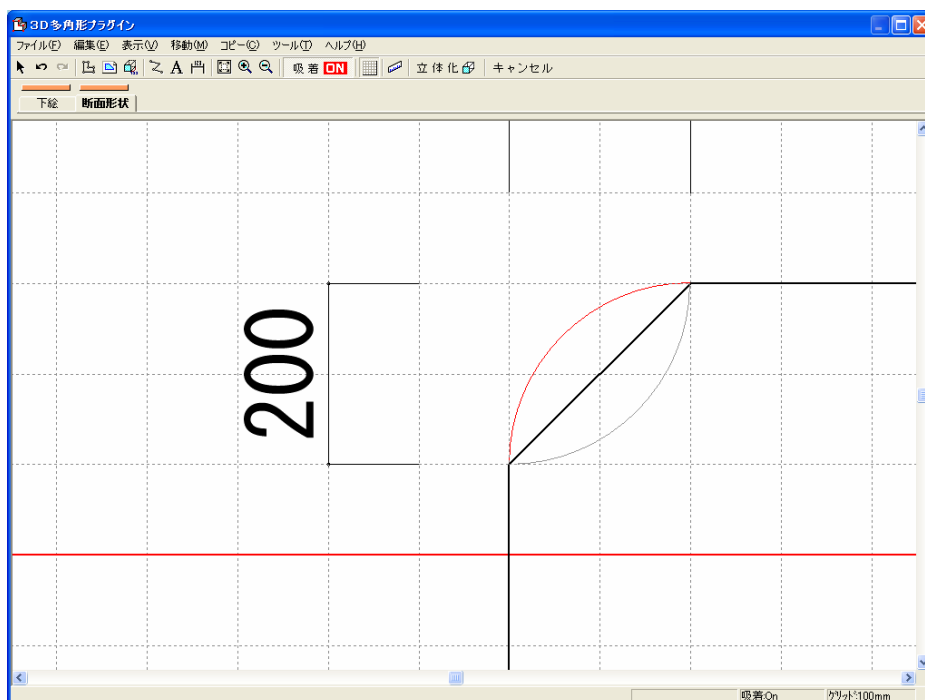 3D多角形プラグイン
ファイル(F) 編集(E) 表示(V) 移動(M) コピー(C) ツール(T) ヘルプ(H)
吸着 ON 立体化 キャンセル
下絵 断面形状
200
吸着:On グリッド:100mm